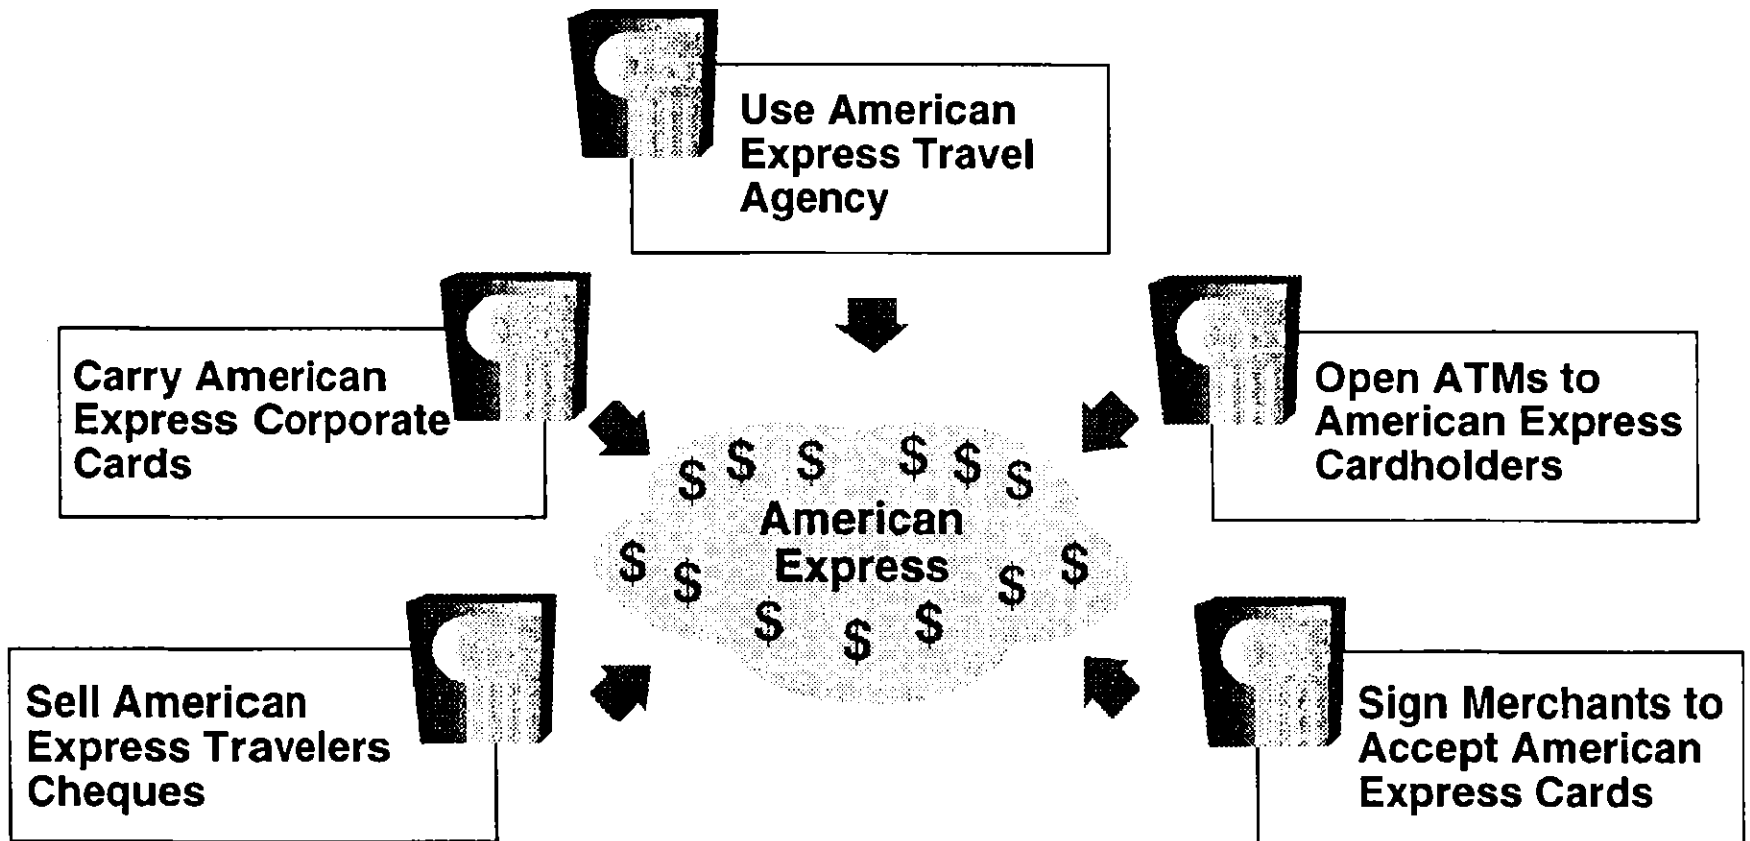 Use American
Express Travel
Agency
Carry American
Express Corporate
Cards
Open ATMs to
American Express
Cardholders
$ $ $ $ $ $
American
Express
$ $ $ $ $ $ $
Sell American
Express Travelers
Cheques
Sign Merchants to
Accept American
Express Cards